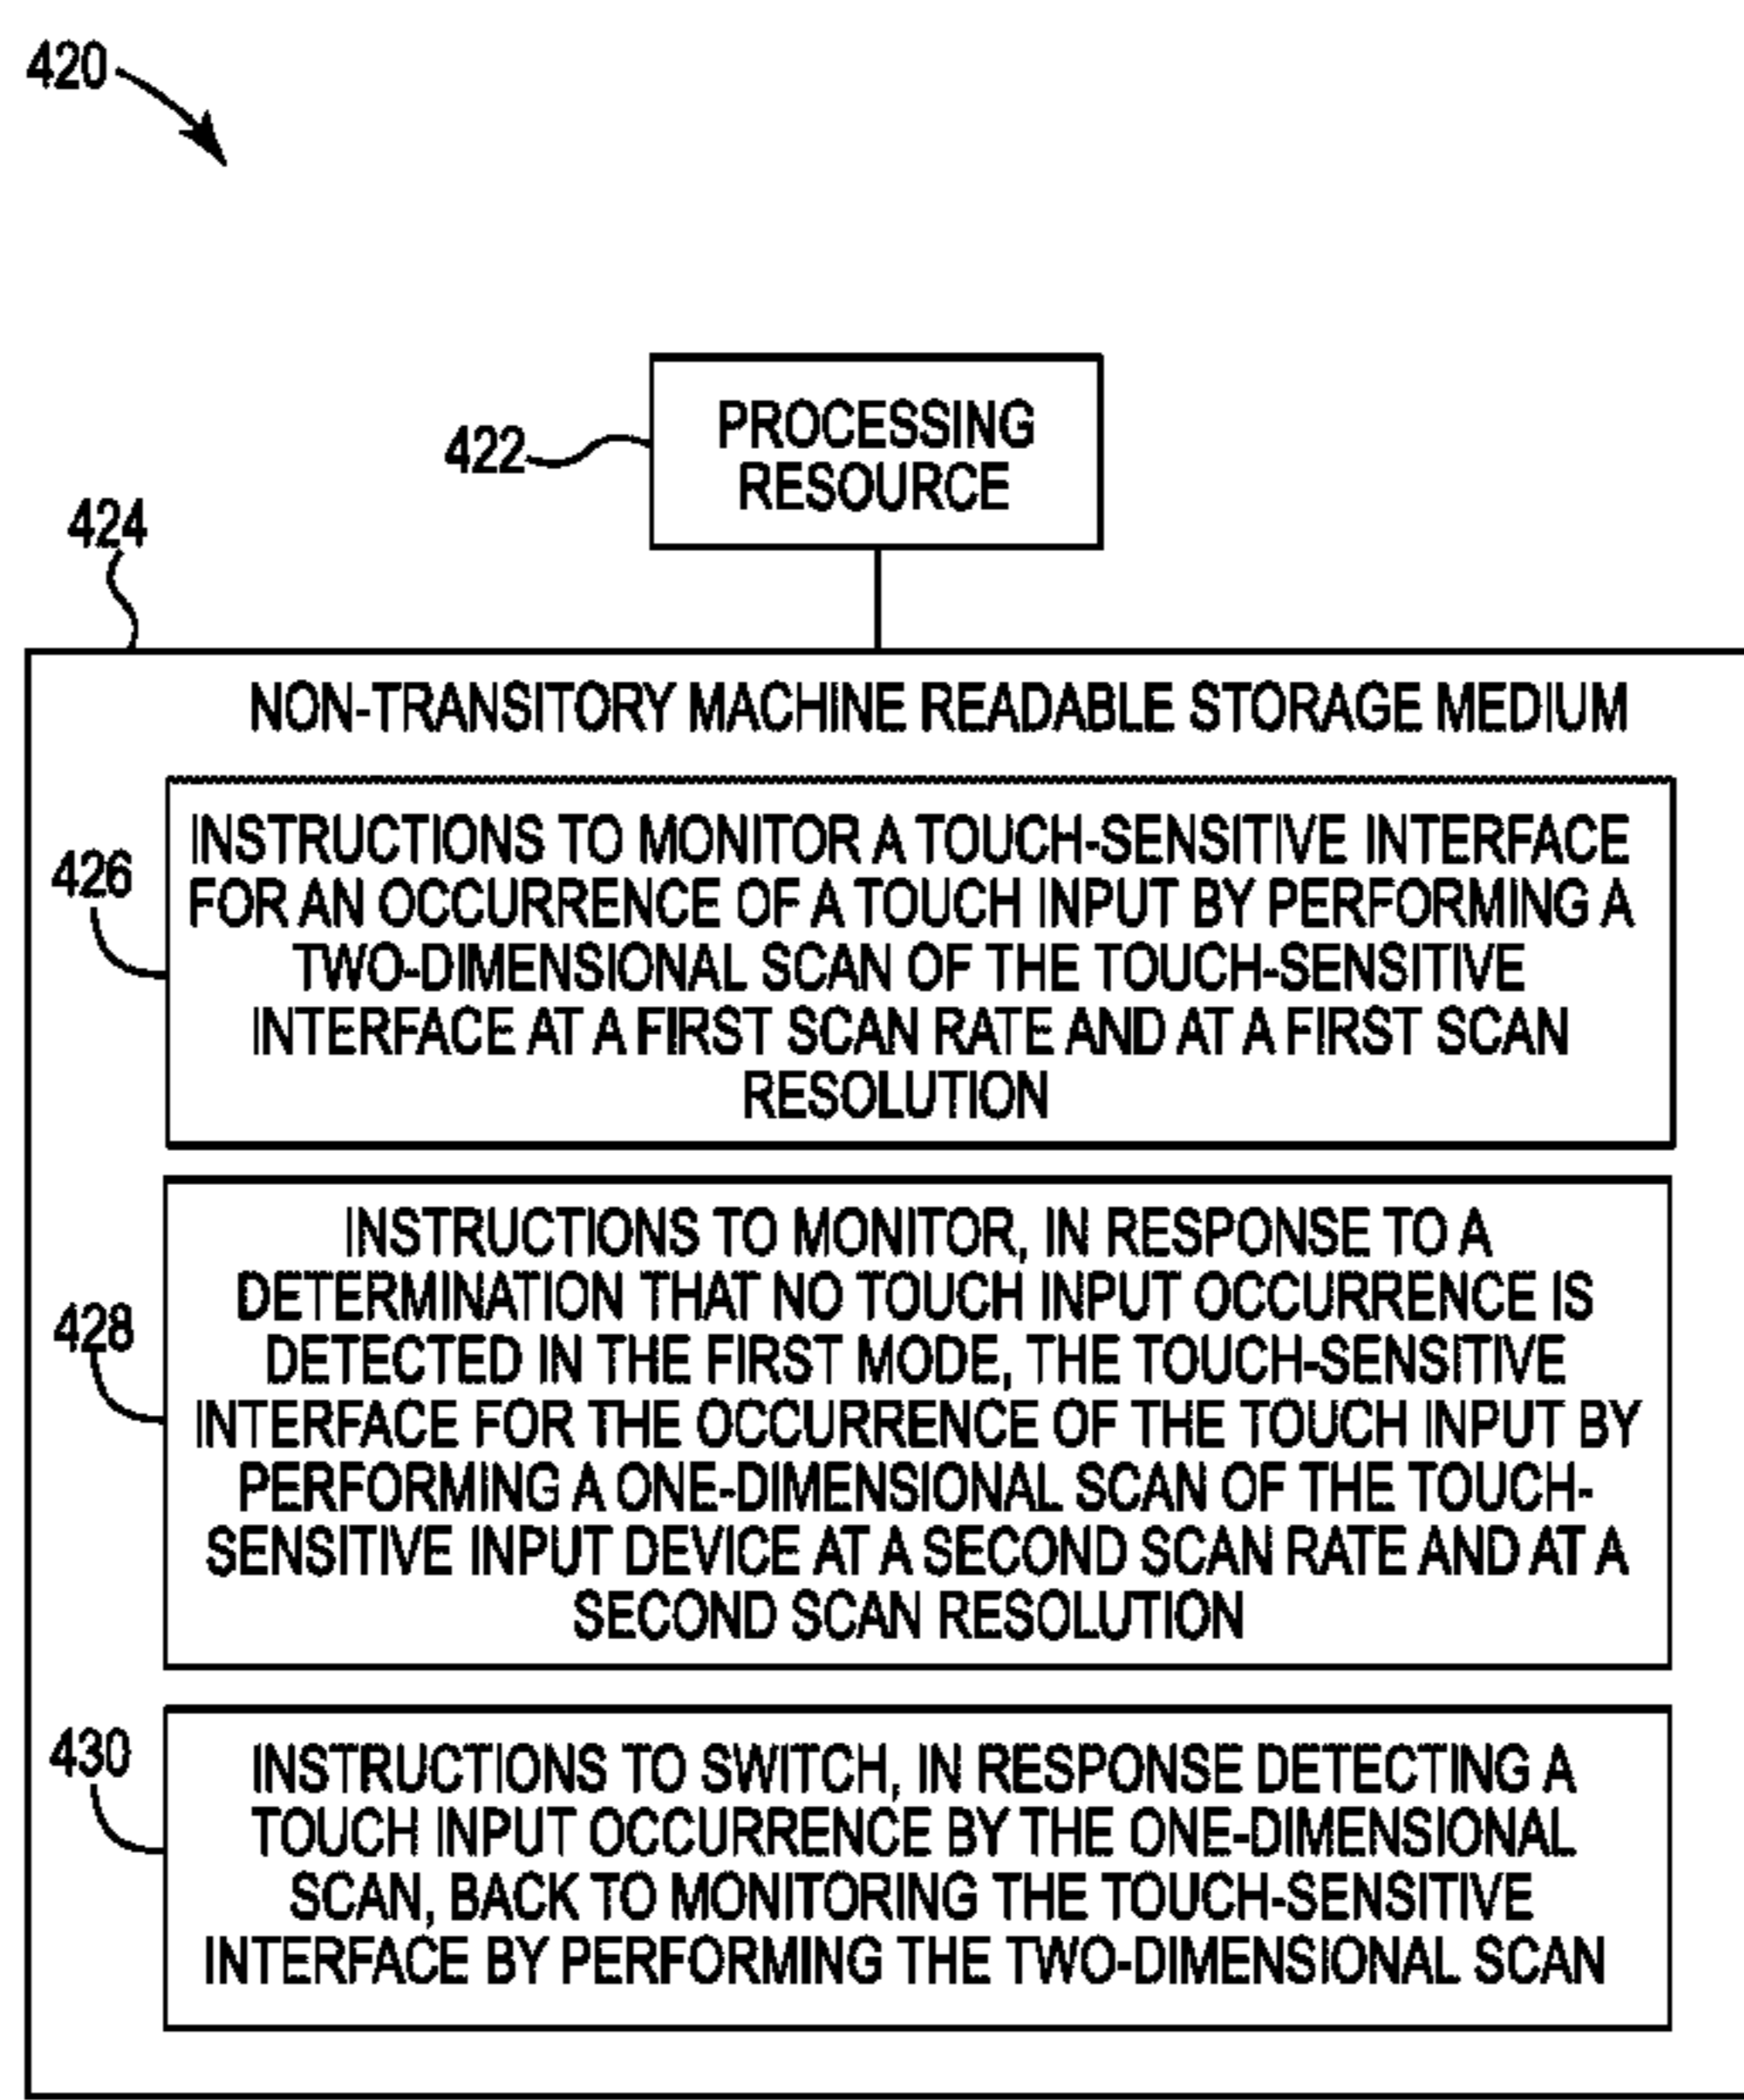 420
422
PROCESSING
RESOURCE
424
NON-TRANSITORY MACHINE READABLE STORAGE MEDIUM
426
INSTRUCTIONS TO MONITOR A TOUCH-SENSITIVE INTERFACE
FOR AN OCCURRENCE OF A TOUCH INPUT BY PERFORMING A
TWO-DIMENSIONAL SCAN OF THE TOUCH-SENSITIVE
INTERFACE AT A FIRST SCAN RATE AND AT A FIRST SCAN
RESOLUTION
428
INSTRUCTIONS TO MONITOR, IN RESPONSE TO A
DETERMINATION THAT NO TOUCH INPUT OCCURRENCE IS
DETECTED IN THE FIRST MODE, THE TOUCH-SENSITIVE
INTERFACE FOR THE OCCURRENCE OF THE TOUCH INPUT BY
PERFORMING A ONE-DIMENSIONAL SCAN OF THE TOUCH-
SENSITIVE INPUT DEVICE AT A SECOND SCAN RATE AND AT A
SECOND SCAN RESOLUTION
430
INSTRUCTIONS TO SWITCH, IN RESPONSE DETECTING A
TOUCH INPUT OCCURRENCE BY THE ONE-DIMENSIONAL
SCAN, BACK TO MONITORING THE TOUCH-SENSITIVE
INTERFACE BY PERFORMING THE TWO-DIMENSIONAL SCAN